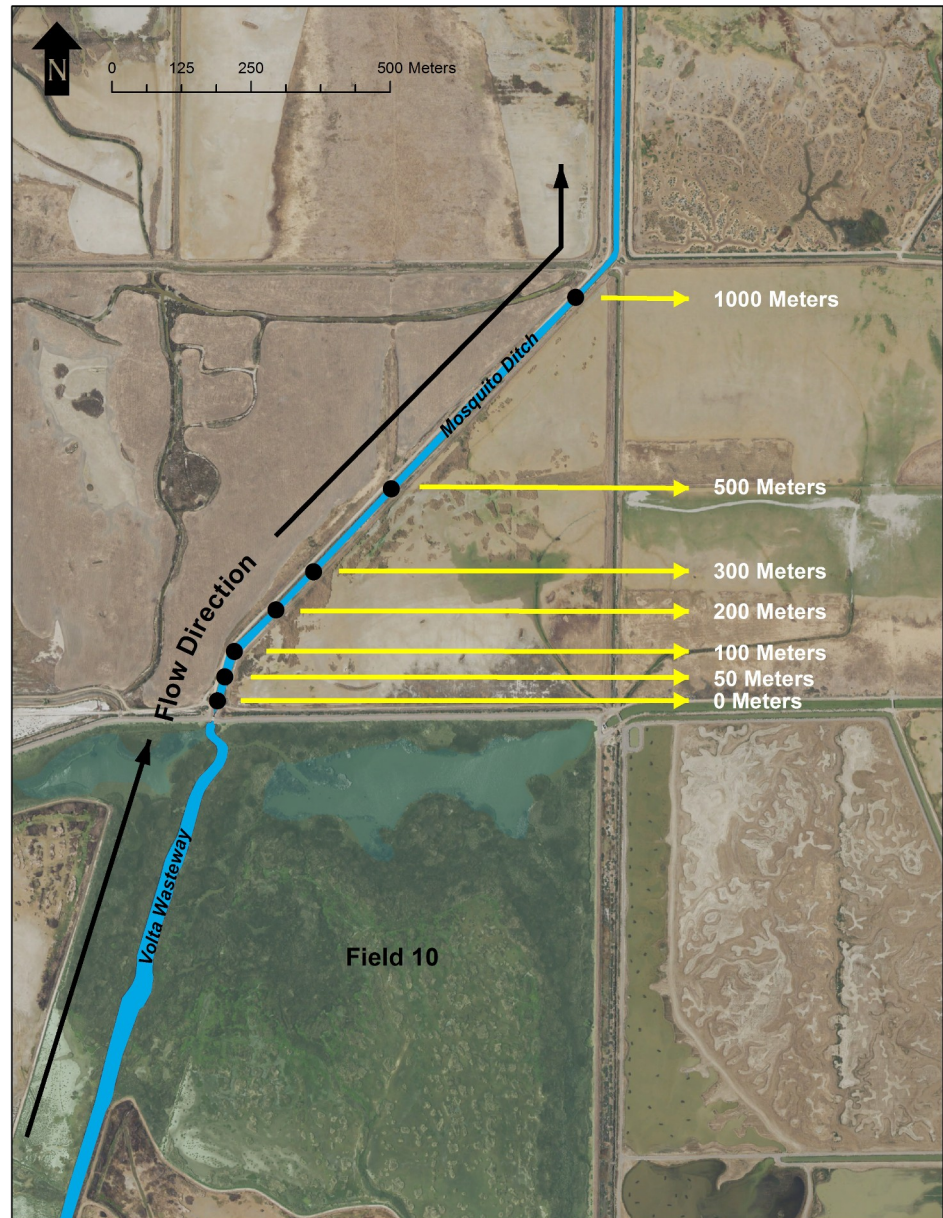 N
0 125 250 500 Meters
1000 Meters
Mosquito Ditch
500 Meters
300 Meters
Flow Direction
200 Meters
100 Meters
50 Meters
0 Meters
Volta Wasteway
Field 10